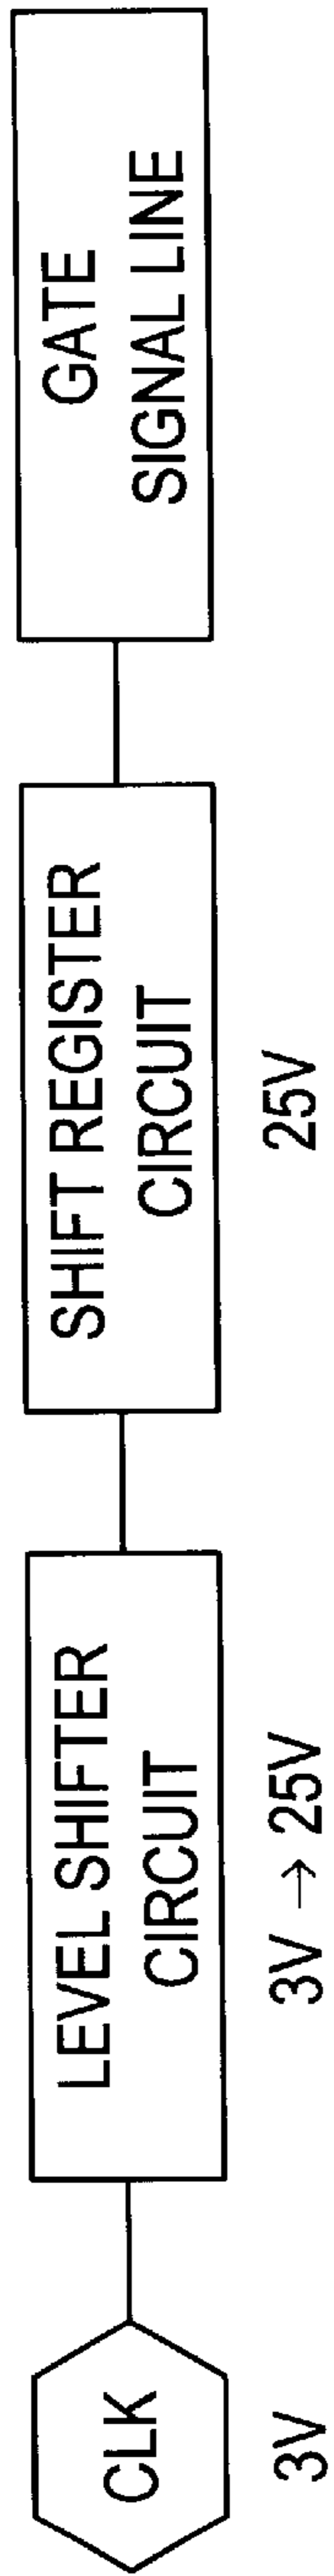 CLK
3V
LEVEL SHIFTER
CIRCUIT
3V → 25V
SHIFT REGISTER
CIRCUIT
25V
GATE
SIGNAL LINE